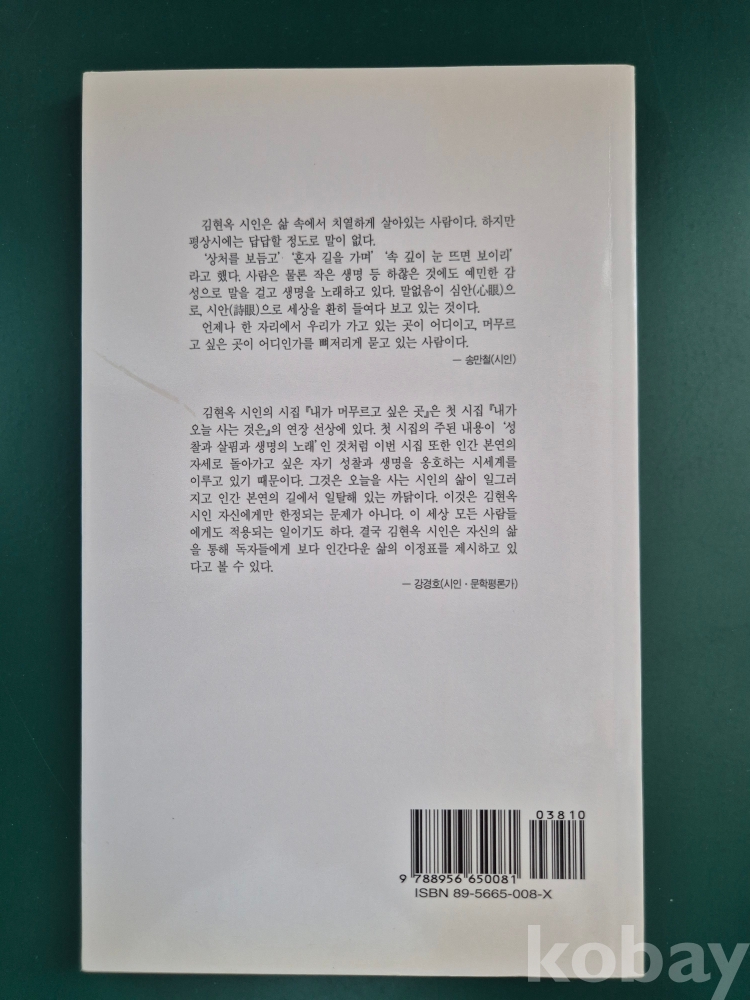 김현옥 시인은 삶 속에서 치열하게 살아있는 사람이다. 하지만
평상시에는 답답할 정도로 말이 없다.
'상처를 보듬고' '혼자 길을 가며' '속 깊이 눈 뜨면 보이리'
라고 했다. 사람은 물론 작은 생명 등 하찮은 것에도 예민한 감
성으로 말을 걸고 생명을 노래하고 있다. 말없음이 심안(心眼)으
로, 시안(詩眼)으로 세상을 환히 들여다 보고 있는 것이다.
언제나 한 자리에서 우리가 가고 있는 곳이 어디이고, 머무르
고 싶은 곳이 어디인가를 뼈저리게 묻고 있는 사람이다.
― 송만철(시인)
김현옥 시인의 시집 『내가 머무르고 싶은 곳』은 첫 시집 『내가
오늘 사는 것은』의 연장 선상에 있다. 첫 시집의 주된 내용이 '성
찰과 살핌과 생명의 노래'인 것처럼 이번 시집 또한 인간 본연의
자세로 돌아가고 싶은 자기 성찰과 생명을 옹호하는 시세계를
이루고 있기 때문이다. 그것은 오늘을 사는 시인의 삶이 일그러
지고 인간 본연의 길에서 일탈해 있는 까닭이다. 이것은 김현옥
시인 자신에게만 한정되는 문제가 아니다. 이 세상 모든 사람들
에게도 적용되는 일이기도 하다. 결국 김현옥 시인은 자신의 삶
을 통해 독자들에게 보다 인간다운 삶의 이정표를 제시하고 있
다고 볼 수 있다.
― 강경호(시인·문학평론가)
03810
9 788956 650081
ISBN 89-5665-008-X
kobay